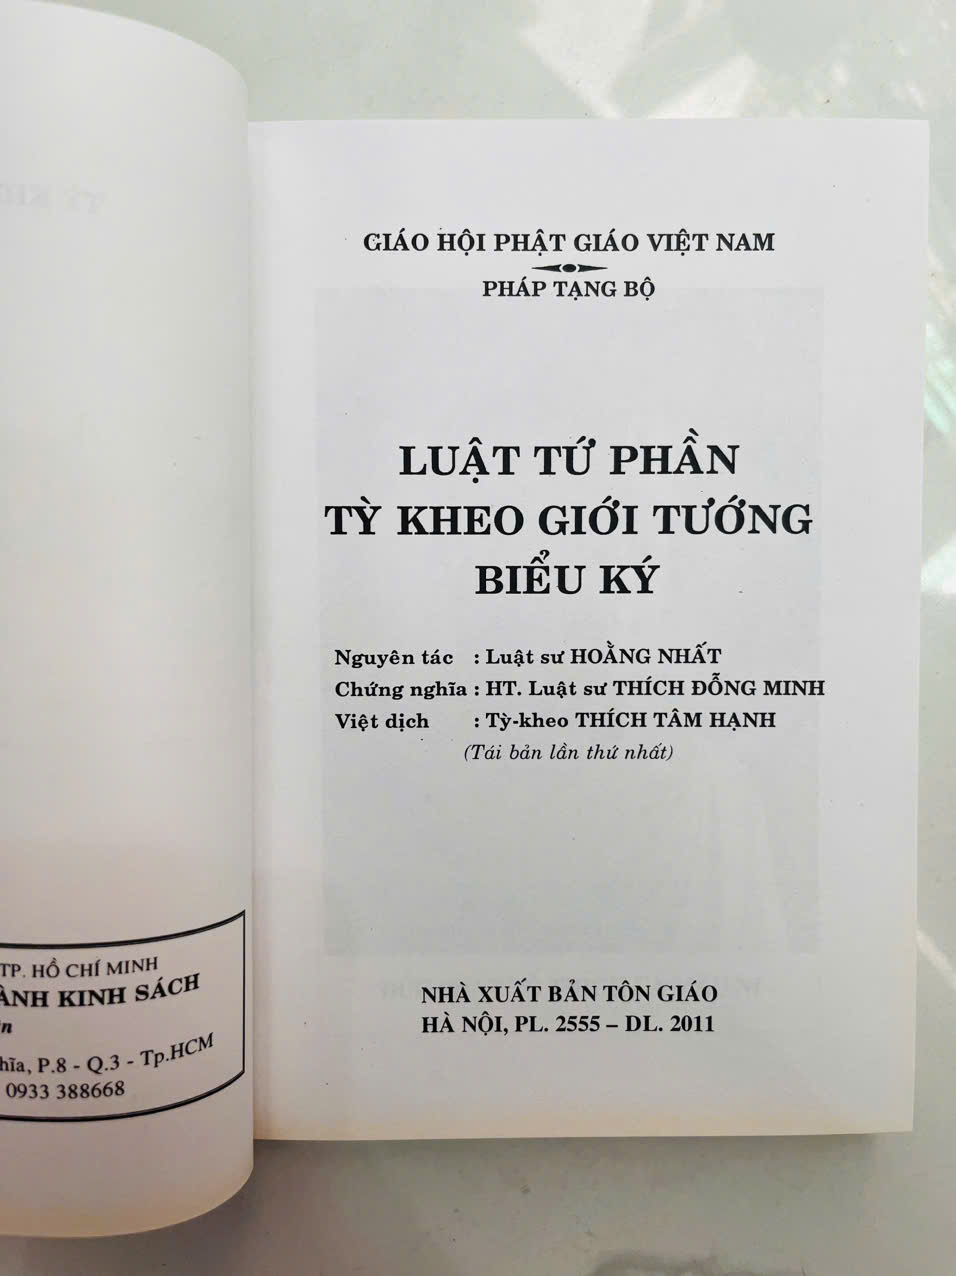 GIÁO HỘI PHẬT GIÁO VIỆT NAM
PHÁP TẠNG BỘ
LUẬT TỨ PHẦN
TỲ KHEO GIỚI TƯỚNG
BIỂU KÝ
Nguyên tác : Luật sư HOẰNG NHẤT
Chứng nghĩa : HT. Luật sư THÍCH ĐỖNG MINH
Việt dịch : Tỳ-kheo THÍCH TÂM HẠNH
(Tái bản lần thứ nhất)
NHÀ XUẤT BẢN TÔN GIÁO
HÀ NỘI, PL. 2555 – DL. 2011
TP. HỒ CHÍ MINH
ÀNH KINH SÁCH
P.8 - Q.3 - Tp.HCM
0933 388668